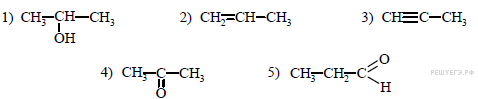 1) CH₃–CH–CH₃ 2) CH₂=CH–CH₃ 3) CH≡C–CH₃
OH
4) CH₃–C–CH₃ 5) CH₃–CH₂–C
O
O
H
РЕШУЕГЭ.РФ